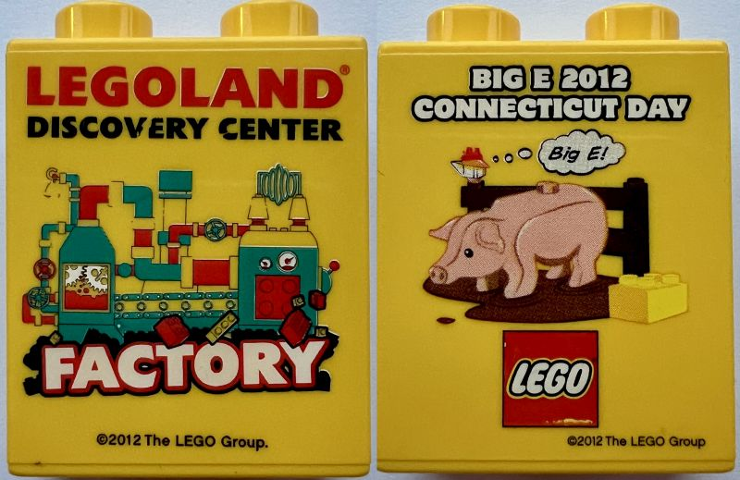 LEGOLAND®
DISCOVERY CENTER
FACTORY
©2012 The LEGO Group.
BIG E 2012
CONNECTICUT DAY
Big E!
LEGO
©2012 The LEGO Group